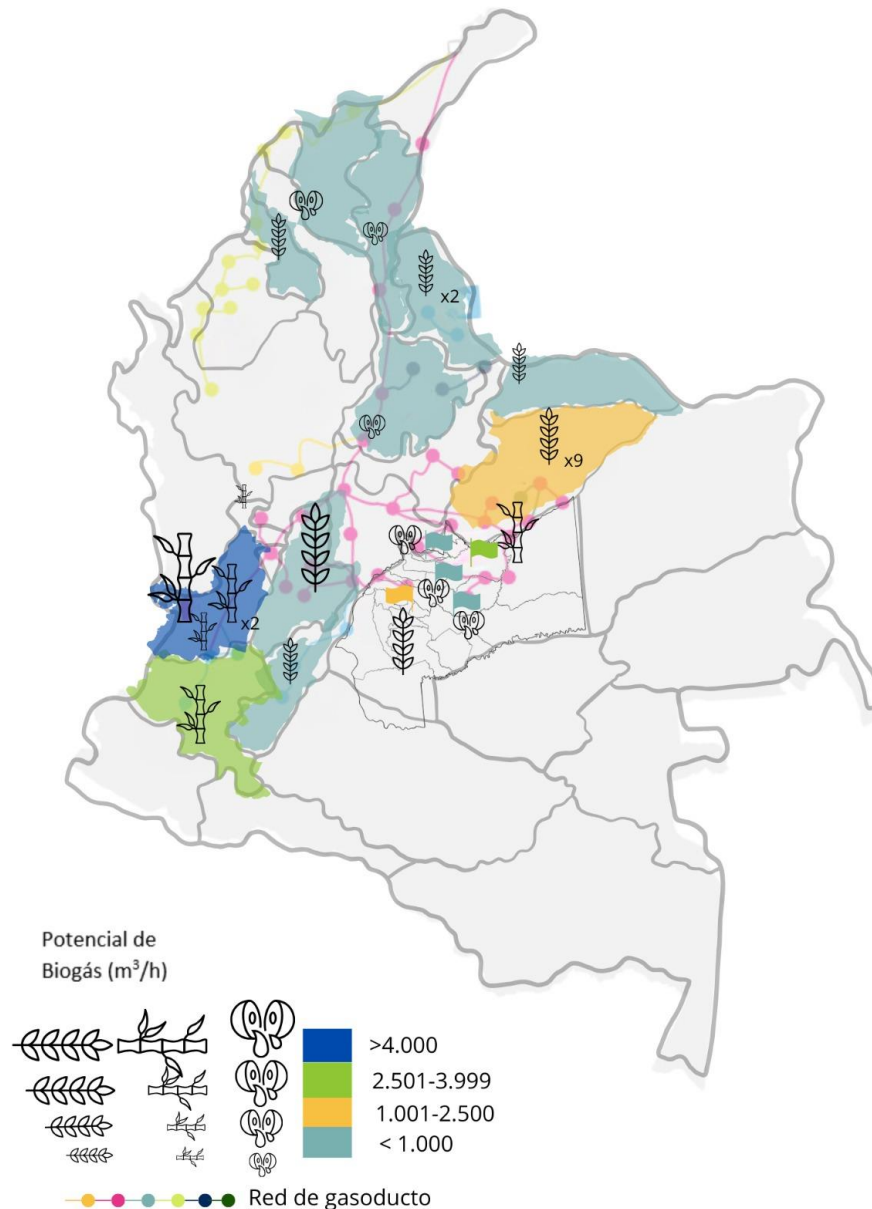 x2
x9
x2
Potencial de
Biogás (m³/h)
>4.000
2.501-3.999
1.001-2.500
< 1.000
Red de gasoducto